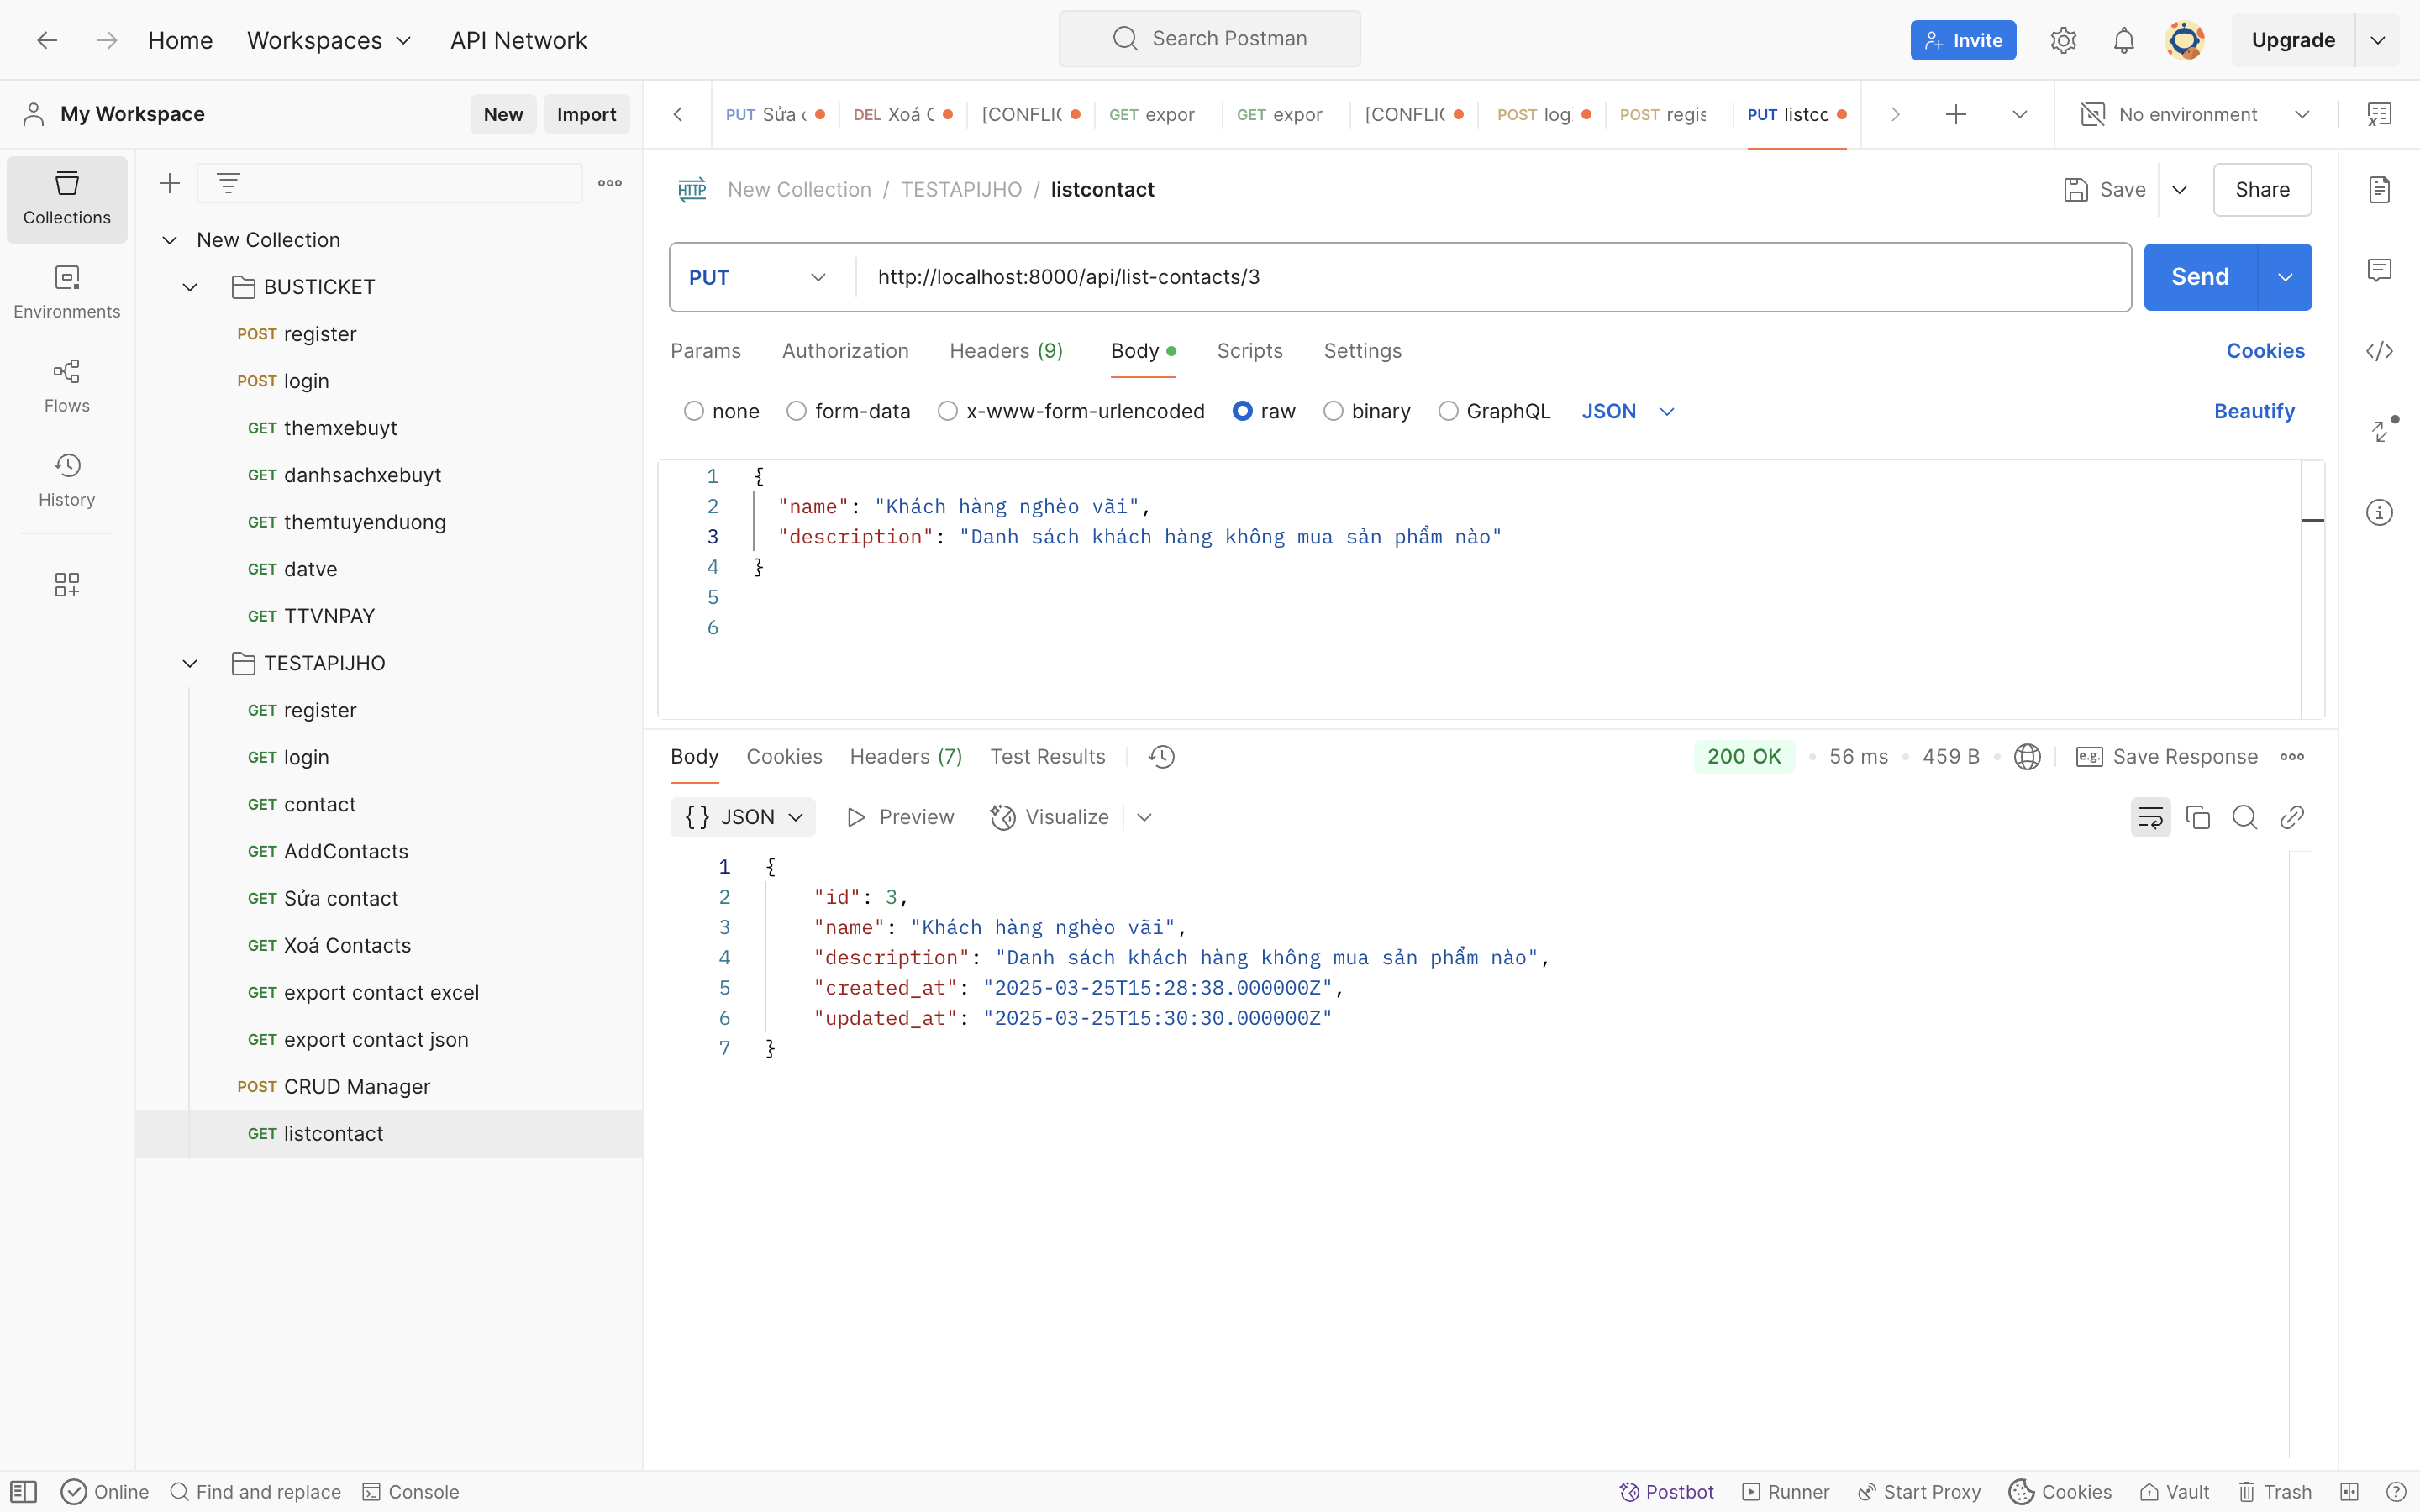 Home Workspaces API Network Search Postman Invite Upgrade
My Workspace New Import
PUT Sửa DEL Xoá [CONFLI GET expor GET expor [CONFLI POST log POST regis PUT listco No environment
Collections
Environments
Flows
History
New Collection
BUSTICKET
POST register
POST login
GET themxebuyt
GET danhsachxebuyt
GET themtuyenduong
GET datve
GET TTVNPAY
TESTAPIJHO
GET register
GET login
GET contact
GET AddContacts
GET Sửa contact
GET Xoá Contacts
GET export contact excel
GET export contact json
POST CRUD Manager
GET listcontact
HTTP New Collection / TESTAPIJHO / listcontact Save Share
PUT http://localhost:8000/api/list-contacts/3 Send
Params Authorization Headers (9) Body Scripts Settings Cookies
none form-data x-www-form-urlencoded raw binary GraphQL JSON Beautify
1 {
2 "name": "Khách hàng nghèo vãi",
3 "description": "Danh sách khách hàng không mua sản phẩm nào"
4 }
5
6
Body Cookies Headers (7) Test Results 200 OK • 56 ms • 459 B • e.g. Save Response
{} JSON Preview Visualize
1 {
2 "id": 3,
3 "name": "Khách hàng nghèo vãi",
4 "description": "Danh sách khách hàng không mua sản phẩm nào",
5 "created_at": "2025-03-25T15:28:38.000000Z",
6 "updated_at": "2025-03-25T15:30:30.000000Z"
7 }
Online Find and replace Console Postbot Runner Start Proxy Cookies Vault Trash